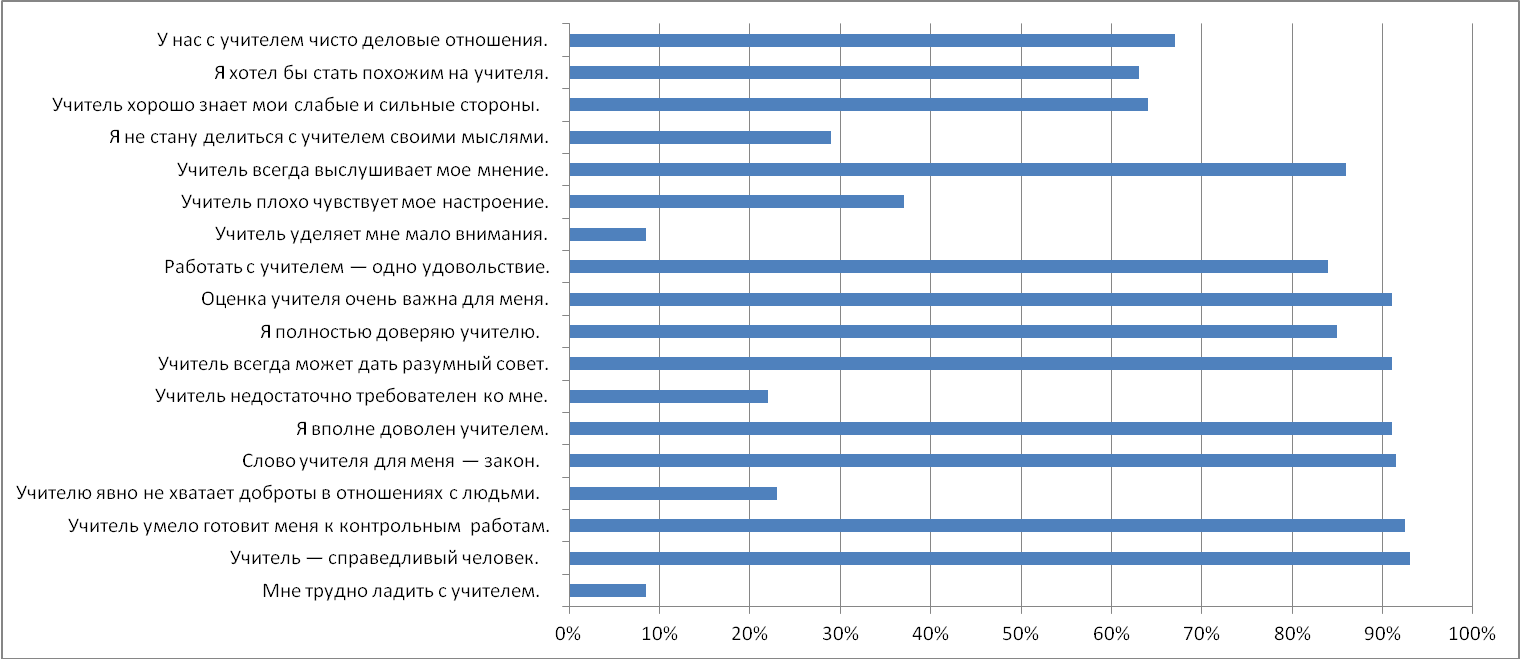 У нас с учителем чисто деловые отношения.
Я хотел бы стать похожим на учителя.
Учитель хорошо знает мои слабые и сильные стороны.
Я не стану делиться с учителем своими мыслями.
Учитель всегда выслушивает мое мнение.
Учитель плохо чувствует мое настроение.
Учитель уделяет мне мало внимания.
Работать с учителем — одно удовольствие.
Оценка учителя очень важна для меня.
Я полностью доверяю учителю.
Учитель всегда может дать разумный совет.
Учитель недостаточно требователен ко мне.
Я вполне доволен учителем.
Слово учителя для меня — закон.
Учителю явно не хватает доброты в отношениях с людьми.
Учитель умело готовит меня к контрольным работам.
Учитель — справедливый человек.
Мне трудно ладить с учителем.
0% 10% 20% 30% 40% 50% 60% 70% 80% 90% 100%